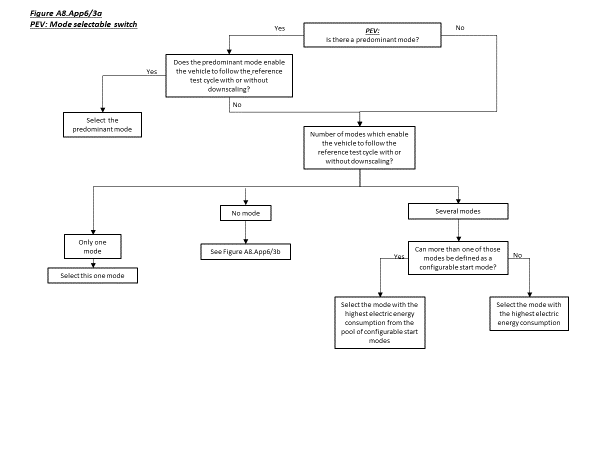 Figure A8.App6/3a
PEV: Mode selectable switch
Yes
PEV:
Is there a predominant mode?
No
Does the predominant mode enable
the vehicle to follow the reference
test cycle with or without
downscaling?
Yes
No
Select the
predominant mode
Number of modes which enable
the vehicle to follow the
reference test cycle with or
without downscaling?
Only one
mode
Select this one mode
No mode
See Figure A8.App6/3b
Several modes
Can more than one of those
modes be defined as a
configurable start mode?
Yes
No
Select the mode with the
highest electric energy
consumption from the
pool of configurable start
modes
Select the mode with
the highest electric
energy consumption